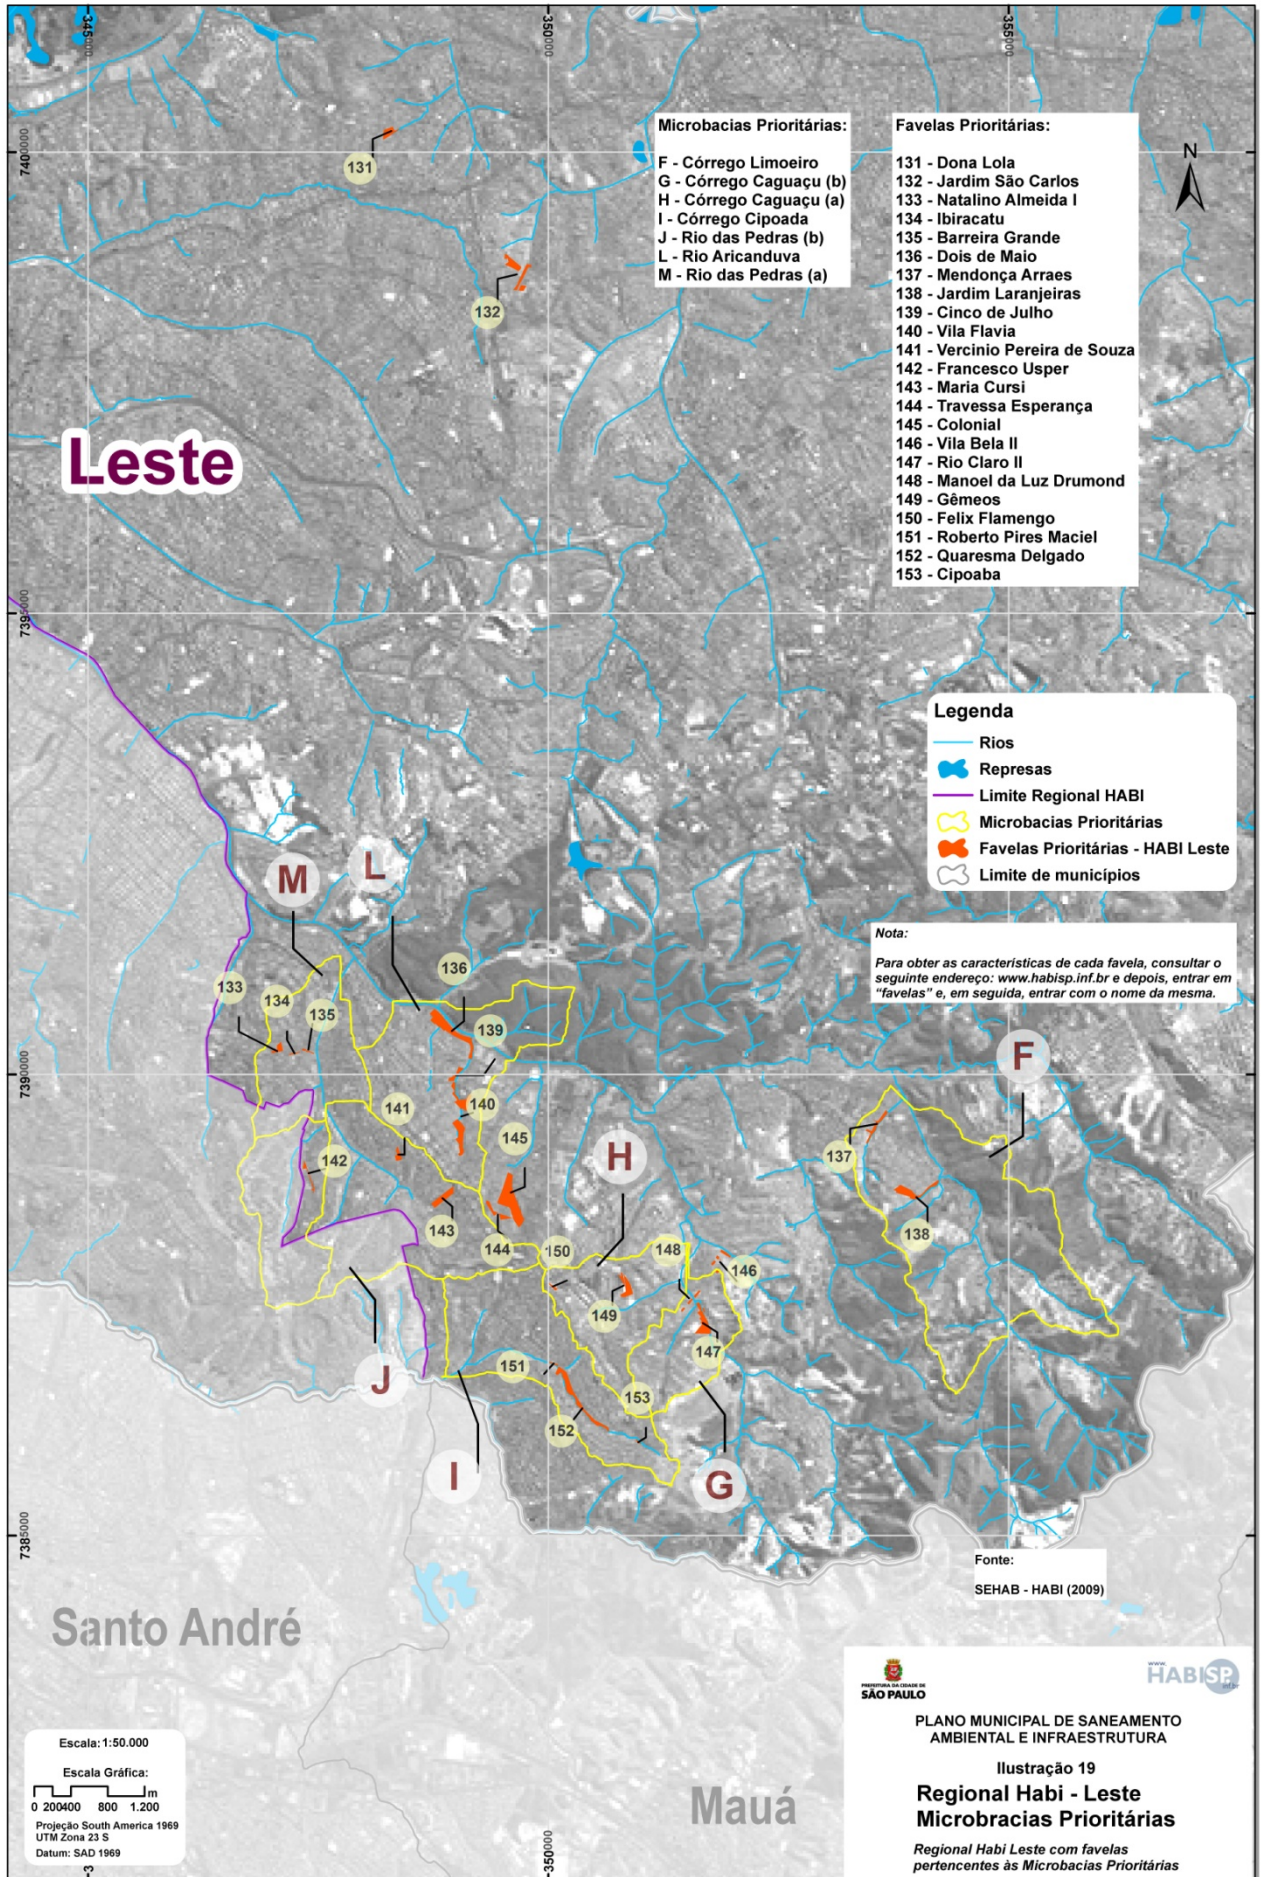 345000
350000
355000
7400000
131
132
Microbacias Prioritárias:
F - Córrego Limoeiro
G - Córrego Caguaçu (b)
H - Córrego Caguaçu (a)
I - Córrego Cipoada
J - Rio das Pedras (b)
L - Rio Aricanduva
M - Rio das Pedras (a)
Favelas Prioritárias:
131 - Dona Lola
132 - Jardim São Carlos
133 - Natalino Almeida I
134 - Ibiracatu
135 - Barreira Grande
136 - Dois de Maio
137 - Mendonça Arraes
138 - Jardim Laranjeiras
139 - Cinco de Julho
140 - Vila Flavia
141 - Vercinio Pereira de Souza
142 - Francesco Usper
143 - Maria Cursi
144 - Travessa Esperança
145 - Colonial
146 - Vila Bela II
147 - Rio Claro II
148 - Manoel da Luz Drumond
149 - Gêmeos
150 - Felix Flamengo
151 - Roberto Pires Maciel
152 - Quaresma Delgado
153 - Cipoaba
N
Leste
7395000
Legenda
Rios
Represas
Limite Regional HABI
Microbacias Prioritárias
Favelas Prioritárias - HABI Leste
Limite de municípios
Nota:
Para obter as características de cada favela, consultar o
seguinte endereço: www.habisp.inf.br e depois, entrar em
“favelas” e, em seguida, entrar com o nome da mesma.
M
L
136
133
134
135
139
7390000
F
141
140
145
142
H
137
138
143
144
150
148
146
149
147
151
J
153
152
I
G
7385000
Fonte:
SEHAB - HABI (2009)
Santo André
Mauá
Escala: 1:50.000
Escala Gráfica:
m
0 200400 800 1.200
Projeção South America 1969
UTM Zona 23 S
Datum: SAD 1969
3
350000
PREFEITURA DA CIDADE DE
SÃO PAULO
www.
HABISP
.inf.br
PLANO MUNICIPAL DE SANEAMENTO
AMBIENTAL E INFRAESTRUTURA
Ilustração 19
Regional Habi - Leste
Microbracias Prioritárias
Regional Habi Leste com favelas
pertencentes às Microbacias Prioritárias